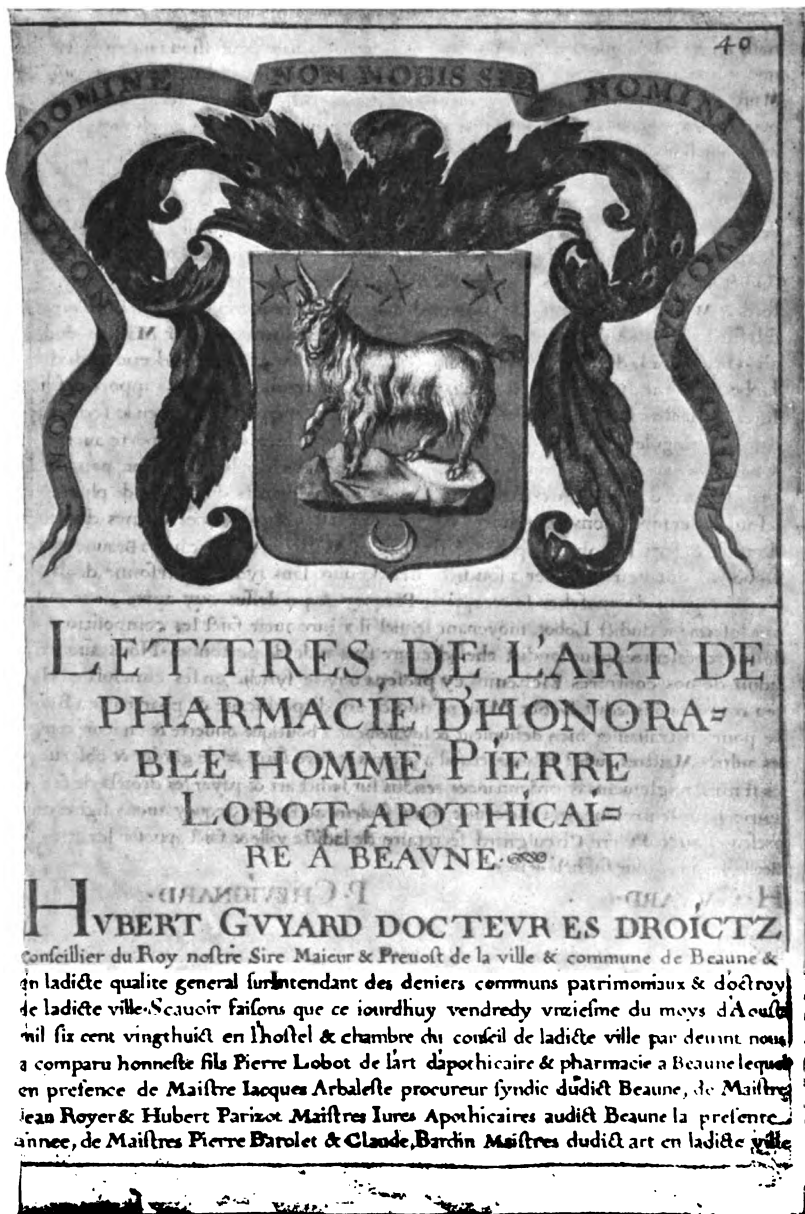 40
NON NOBIS DOMINE NON NOBIS SED NOMINI TVO DA GLORIAM
LETTRES DE L'ART DE
PHARMACIE D'HONORA=
BLE HOMME PIERRE
LOBOT APOTHICAI=
RE A BEAVNE
HVBERT GVYARD DOCTEVR ES DROICTZ
Conseillier du Roy nostre Sire Maieur & Prevost de la ville & commune de Beaune &
en ladicte qualite general surintendant des deniers communs patrimoniaux & doctroy
de ladicte ville. Scavoir faisons que ce iourdhuy vendredy vnziesme du moys d'Aoust
mil six cent vingthuict en l'hostel & chambre du conseil de ladicte ville par devant nous
a comparu honneste fils Pierre Lobot de l'art d'apothicaire & pharmacie a Beaune lequel
en presence de Maistre Iacques Arbaleste procureur syndic dudict Beaune, de Maistre
Jean Royer & Hubert Parizot Maistres Iures Apothicaires audict Beaune la presente
annee, de Maistres Pierre Barolet & Claude Bardin Maistres dudict art en ladicte ville